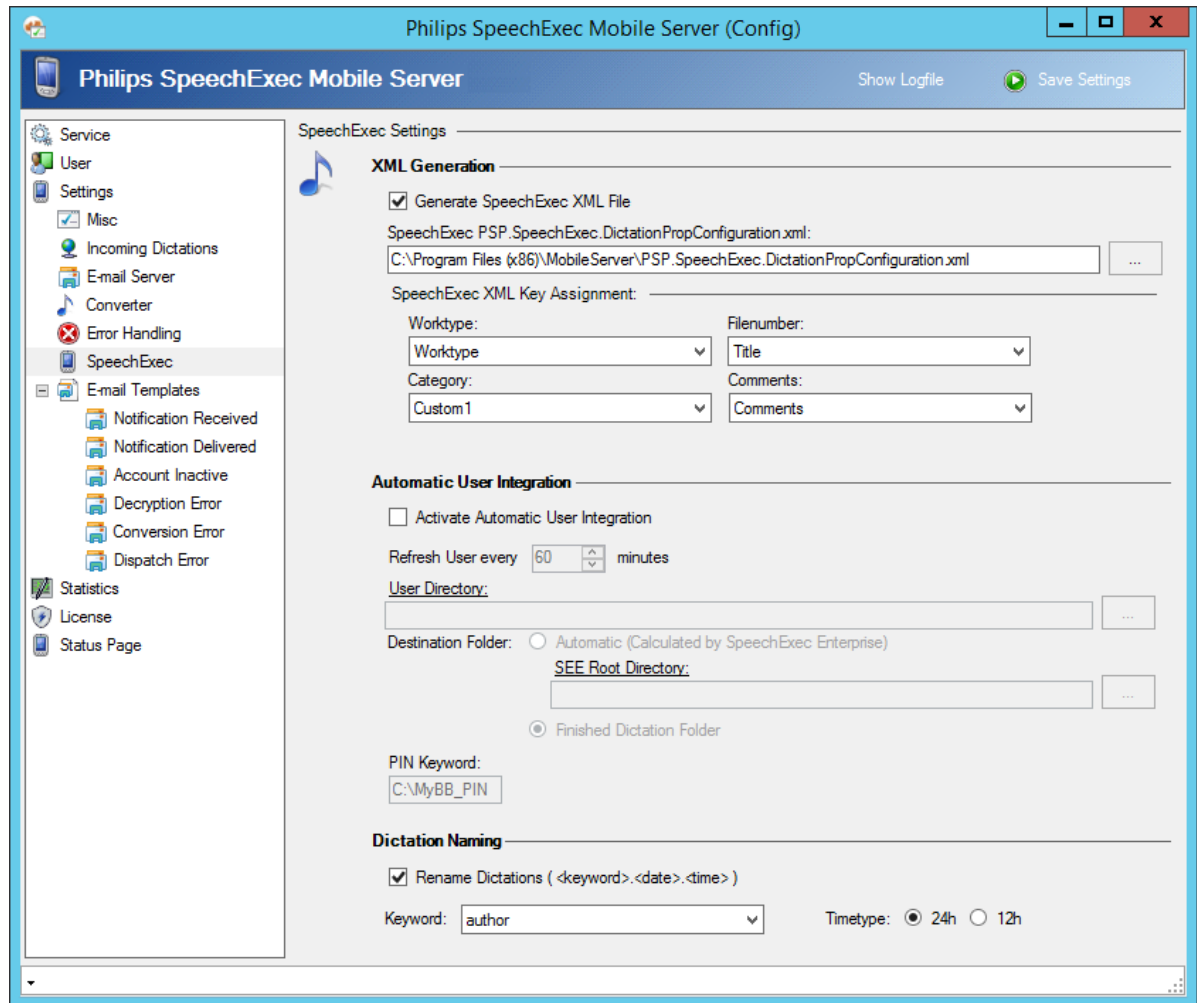 Philips SpeechExec Mobile Server (Config)
Philips SpeechExec Mobile Server
Show Logfile
Save Settings
Service
User
Settings
Misc
Incoming Dictations
E-mail Server
Converter
Error Handling
SpeechExec
E-mail Templates
Notification Received
Notification Delivered
Account Inactive
Decryption Error
Conversion Error
Dispatch Error
Statistics
License
Status Page
SpeechExec Settings
XML Generation
Generate SpeechExec XML File
SpeechExec PSP.SpeechExec.DictationPropConfiguration.xml:
C:\Program Files (x86)\MobileServer\PSP.SpeechExec.DictationPropConfiguration.xml
...
SpeechExec XML Key Assignment:
Worktype:
Filenumber:
Worktype
Title
Category:
Comments:
Custom1
Comments
Automatic User Integration
Activate Automatic User Integration
Refresh User every 60 minutes
User Directory:
...
Destination Folder: Automatic (Calculated by SpeechExec Enterprise)
SEE Root Directory:
...
Finished Dictation Folder
PIN Keyword:
C:\MyBB_PIN
Dictation Naming
Rename Dictations ( <keyword>.<date>.<time> )
Keyword: author
Timetype: 24h 12h